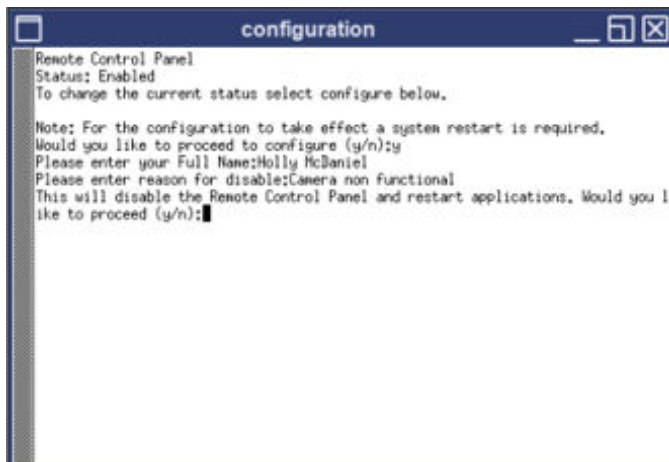 configuration
Remote Control Panel
Status: Enabled
To change the current status select configure below.
Note: For the configuration to take effect a system restart is required.
Would you like to proceed to configure (y/n):y
Please enter your Full Name:Holly McDaniel
Please enter reason for disable:Camera non functional
This will disable the Remote Control Panel and restart applications. Would you l
ike to proceed (y/n):